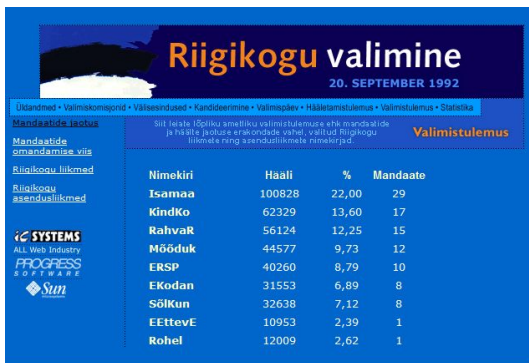 Riigikogu valimine
20. SEPTEMBER 1992
Üldandmed • Valimiskomisjonid • Välisesindused • Kandideerimine • Valimispäev • Hääletamistulemus • Valimistulemus • Statistika
Mandaatide jaotus
Mandaatide
omandamise viis
Riigikogu liikmed
Riigikogu
asendusliikmed
iC SYSTEMS
ALL Web Industry
PROGRESS
SOFTWARE
Sun
Siit leiate lõpliku ametliku valimistulemuse ehk mandaatide
ja häälte jaotuse erakondade vahel, valitud Riigikogu
liikmete ning asendusliikmete nimekirjad.
Valimistulemus
Nimekiri Hääli % Mandaate
Isamaa 100828 22,00 29
KindKo 62329 13,60 17
RahvaR 56124 12,25 15
Mõõduk 44577 9,73 12
ERSP 40260 8,79 10
EKodan 31553 6,89 8
SõlKun 32638 7,12 8
EEttevE 10953 2,39 1
Rohel 12009 2,62 1